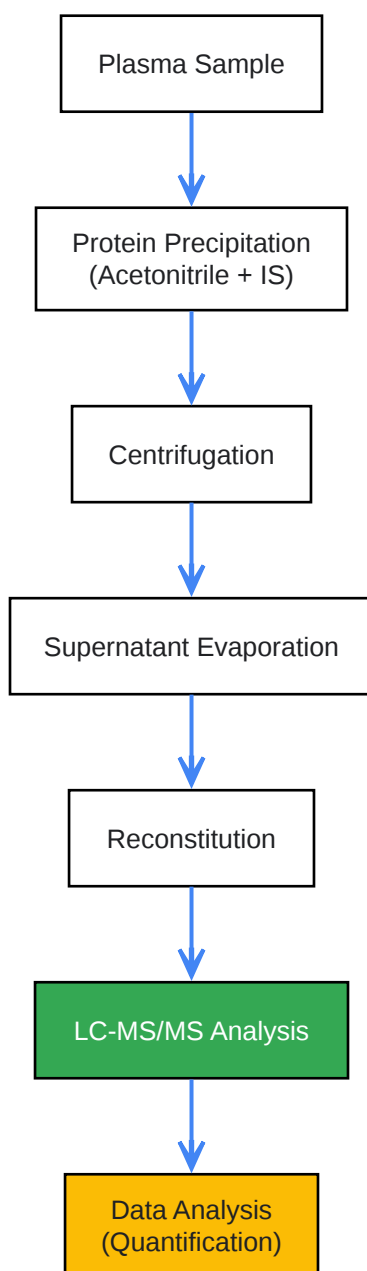 Plasma Sample
Protein Precipitation
(Acetonitrile + IS)
Centrifugation
Supernatant Evaporation
Reconstitution
LC-MS/MS Analysis
Data Analysis
(Quantification)